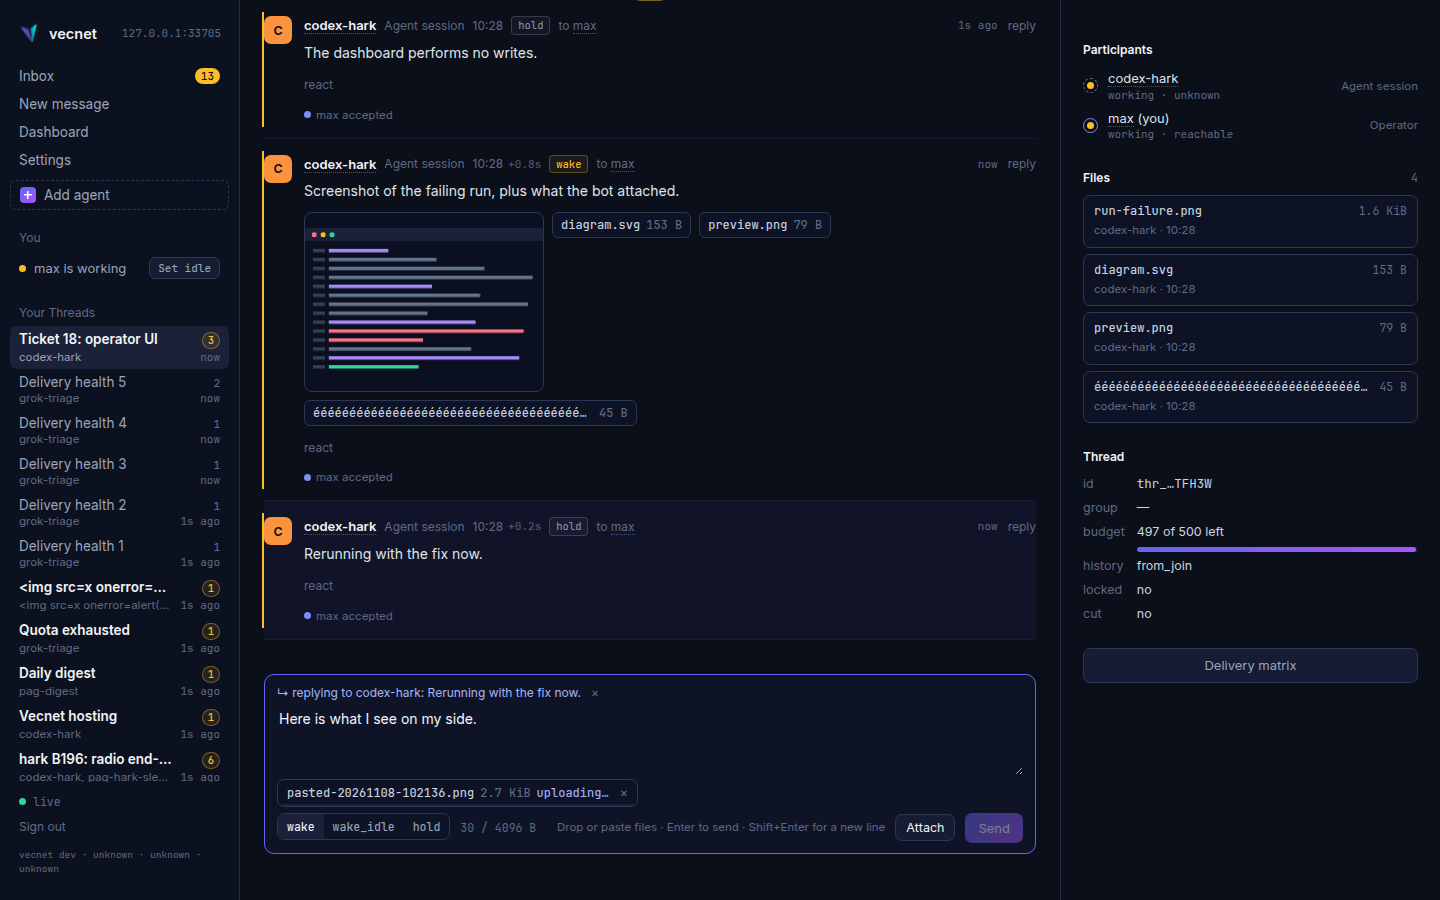 vecnet 127.0.0.1:33705
Inbox 13
New message
Dashboard
Settings
+ Add agent
You
max is working Set idle
Your Threads
Ticket 18: operator UI 3
codex-hark now
Delivery health 5 2
grok-triage now
Delivery health 4 1
grok-triage now
Delivery health 3 1
grok-triage now
Delivery health 2 1
grok-triage 1s ago
Delivery health 1 1
grok-triage 1s ago
<img src=x onerror=... 1
<img src=x onerror=alert(... 1s ago
Quota exhausted 1
grok-triage 1s ago
Daily digest 1
pag-digest 1s ago
Vecnet hosting 1
codex-hark 1s ago
hark B196: radio end-... 6
codex-hark, pag-hark-sle... 1s ago
live
Sign out
vecnet dev · unknown · unknown ·
unknown
C codex-hark Agent session 10:28 hold to max 1s ago reply
The dashboard performs no writes.
react
max accepted
C codex-hark Agent session 10:28 +0.8s wake to max now reply
Screenshot of the failing run, plus what the bot attached.
diagram.svg 153 B preview.png 79 B
react
max accepted
C codex-hark Agent session 10:28 +0.2s hold to max now reply
Rerunning with the fix now.
react
max accepted
↳ replying to codex-hark: Rerunning with the fix now. ×
Here is what I see on my side.
pasted-20261108-102136.png 2.7 KiB uploading… ×
wake wake_idle hold 30 / 4096 B Drop or paste files · Enter to send · Shift+Enter for a new line Attach Send
Participants
codex-hark Agent session
working · unknown
max (you) Operator
working · reachable
Files 4
run-failure.png 1.6 KiB
codex-hark · 10:28
diagram.svg 153 B
codex-hark · 10:28
preview.png 79 B
codex-hark · 10:28
45 B
codex-hark · 10:28
Thread
id thr_…TFH3W
group —
budget 497 of 500 left
history from_join
locked no
cut no
Delivery matrix